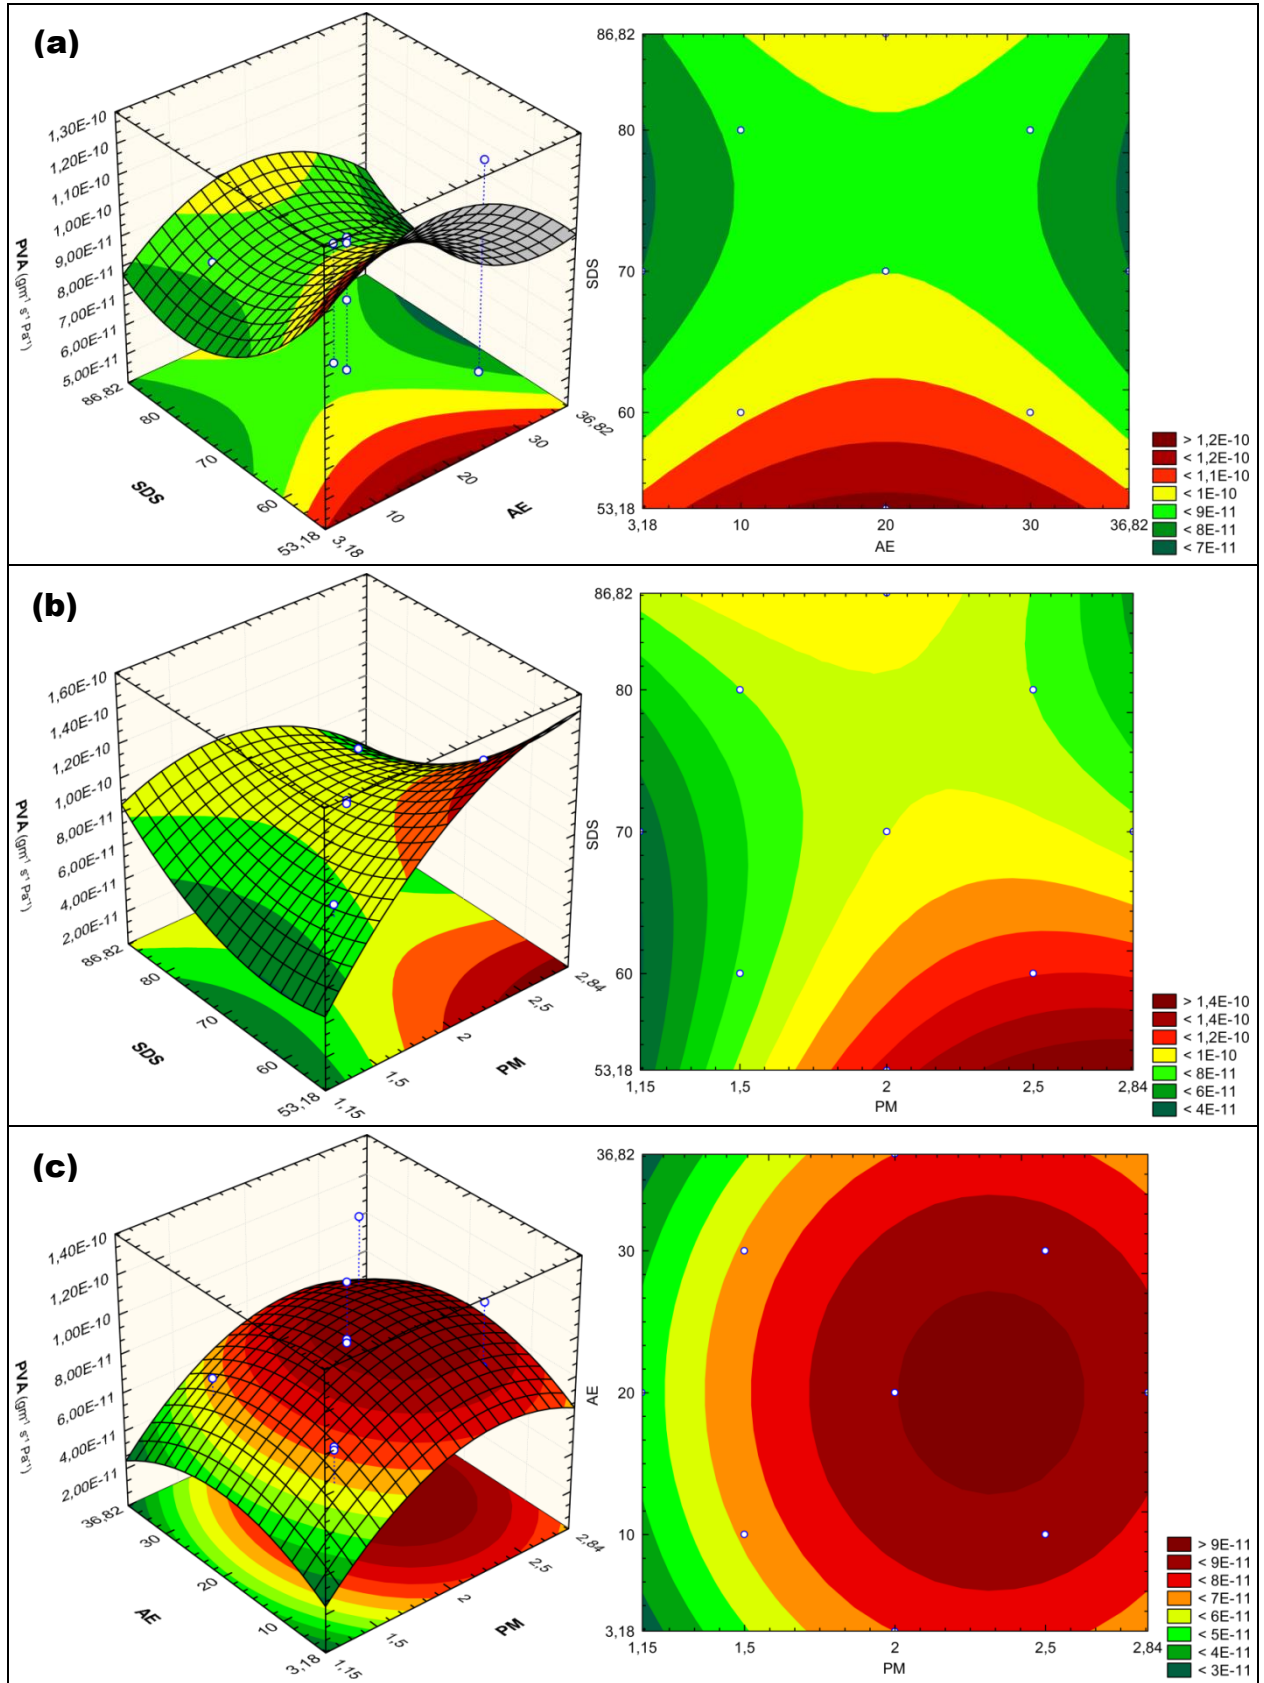 (a)
1,30E-10
1,20E-10
1,10E-10
1,00E-10
9,00E-11
8,00E-11
7,00E-11
6,00E-11
5,00E-11
PVA (gm¹ s⁻¹ Pa⁻¹)
86,82
80
70
60
53,18
SDS
3,18
10
20
30
36,82
AE
86,82
80
70
60
53,18
SDS
3,18
10
20
30
36,82
AE
> 1,2E-10
< 1,2E-10
< 1,1E-10
< 1E-10
< 9E-11
< 8E-11
< 7E-11
(b)
1,60E-10
1,40E-10
1,20E-10
1,00E-10
8,00E-11
6,00E-11
4,00E-11
2,00E-11
PVA (gm¹ s⁻¹ Pa⁻¹)
86,82
80
70
60
53,18
SDS
1,15
1,5
2
2,5
2,84
PM
86,82
80
70
60
53,18
SDS
1,15
1,5
2
2,5
2,84
PM
> 1,4E-10
< 1,4E-10
< 1,2E-10
< 1E-10
< 8E-11
< 6E-11
< 4E-11
(c)
1,40E-10
1,20E-10
1,00E-10
8,00E-11
6,00E-11
4,00E-11
2,00E-11
PVA (gm¹ s⁻¹ Pa⁻¹)
36,82
30
20
10
3,18
AE
1,15
1,5
2
2,5
2,84
PM
36,82
30
20
10
3,18
AE
1,15
1,5
2
2,5
2,84
PM
> 9E-11
< 9E-11
< 8E-11
< 7E-11
< 6E-11
< 5E-11
< 4E-11
< 3E-11